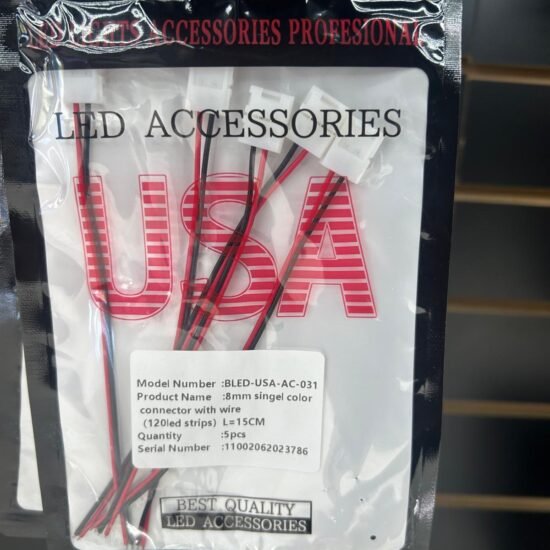 ACCESSORIES PROFESIONAL
LED ACCESSORIES
USA
Model Number :BLED-USA-AC-031
Product Name :8mm singel color
connector with wire
(120led strips) L=15CM
Quantity :5pcs
Serial Number :11002062023786
BEST QUALITY
LED ACCESSORIES